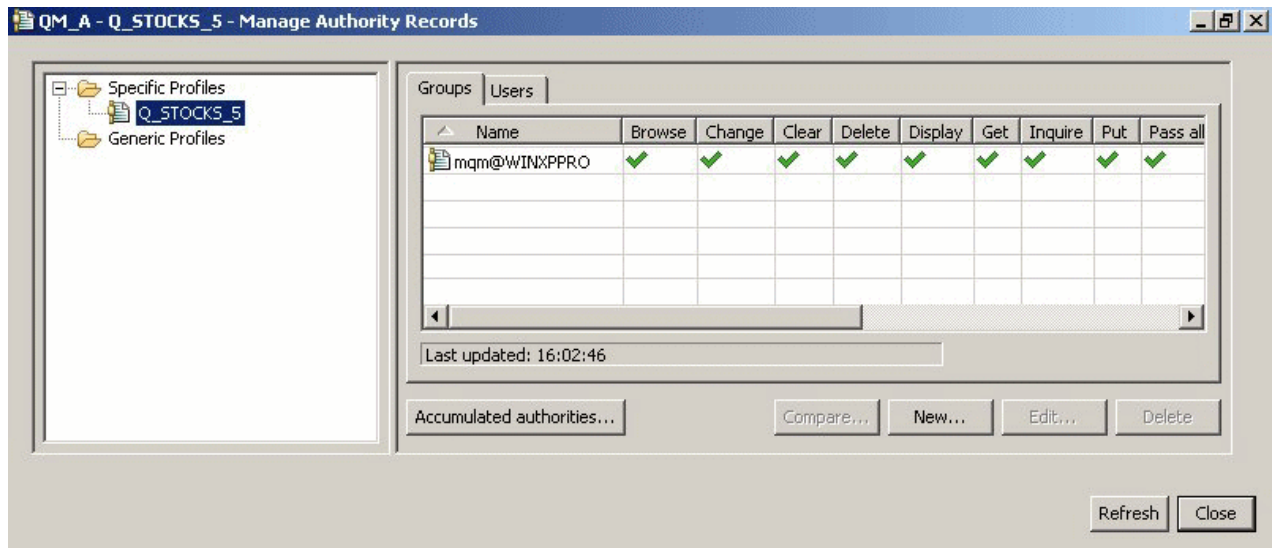 QM_A - Q_STOCKS_5 - Manage Authority Records
Specific Profiles
Q_STOCKS_5
Generic Profiles
Groups Users
Name Browse Change Clear Delete Display Get Inquire Put Pass all
mqm@WINXPPRO
Last updated: 16:02:46
Accumulated authorities... Compare... New... Edit... Delete
Refresh Close